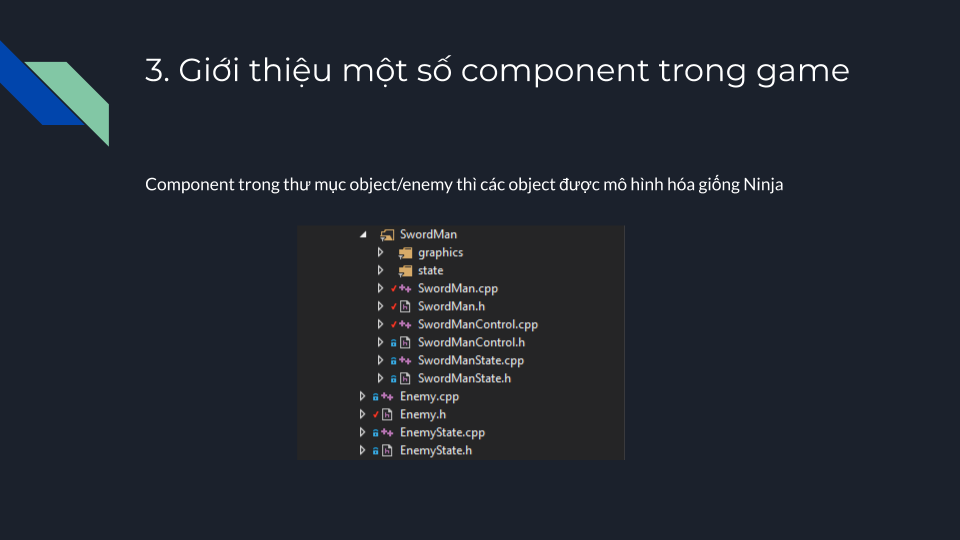 3. Giới thiệu một số component trong game
Component trong thư mục object/enemy thì các object được mô hình hóa giống Ninja
SwordMan
graphics
state
SwordMan.cpp
SwordMan.h
SwordManControl.cpp
SwordManControl.h
SwordManState.cpp
SwordManState.h
Enemy.cpp
Enemy.h
EnemyState.cpp
EnemyState.h